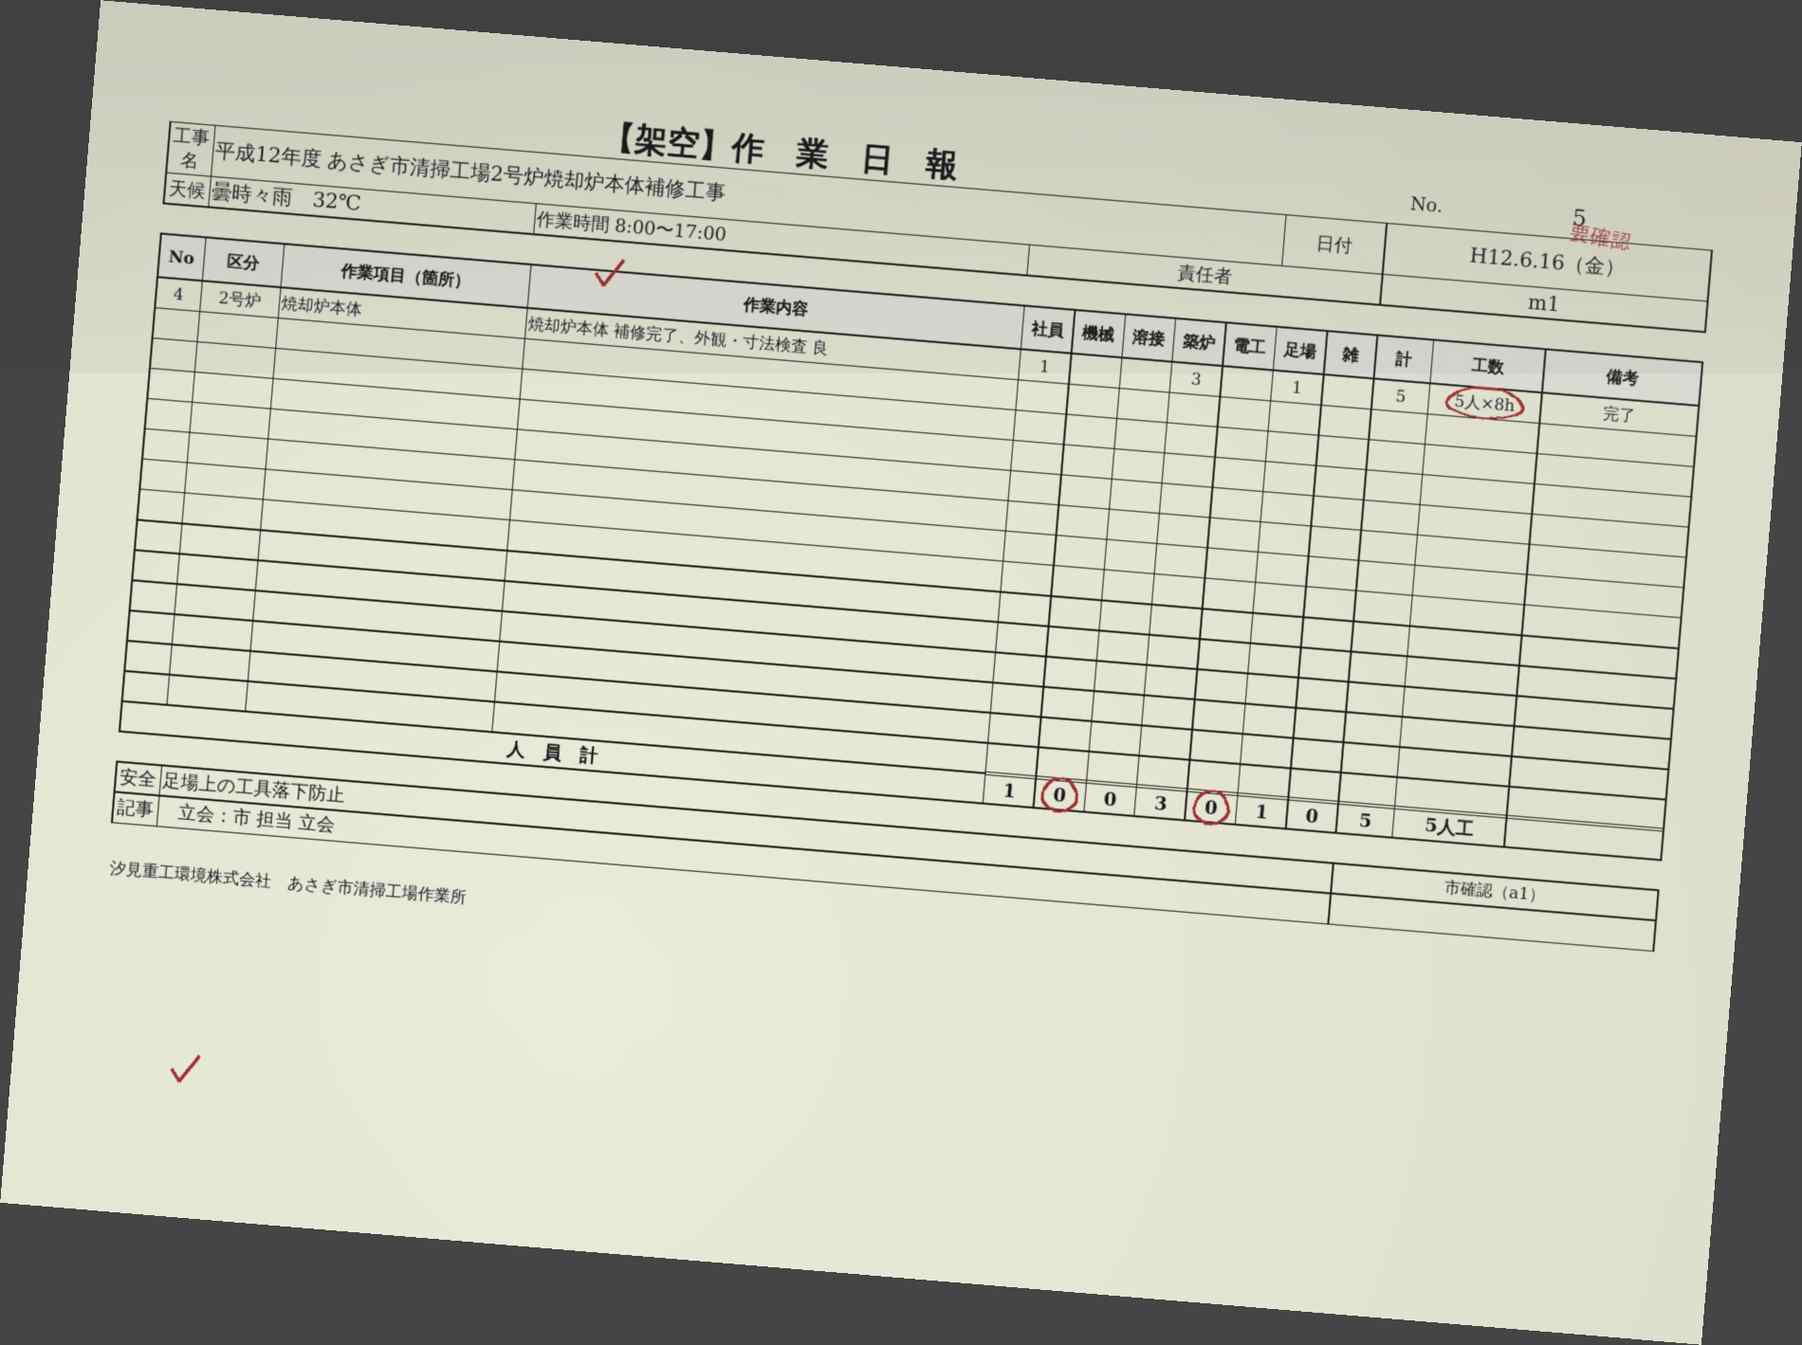 【架空】作 業 日 報
No. 5
要確認
工事名 平成12年度 あさぎ市清掃工場2号炉焼却炉本体補修工事 日付 H12.6.16（金）
天候 曇時々雨 32℃ 作業時間 8:00〜17:00 責任者 m1
No 区分 作業項目（箇所） 作業内容 社員 機械 溶接 築炉 電工 足場 雑 計 工数 備考
4 2号炉 焼却炉本体 焼却炉本体 補修完了、外観・寸法検査 良 1 3 1 5 5人×8h 完了
人 員 計 1 0 0 3 0 1 0 5 5人工
安全 足場上の工具落下防止 市確認（a1）
記事 立会：市 担当 立会
汐見重工環境株式会社 あさぎ市清掃工場作業所